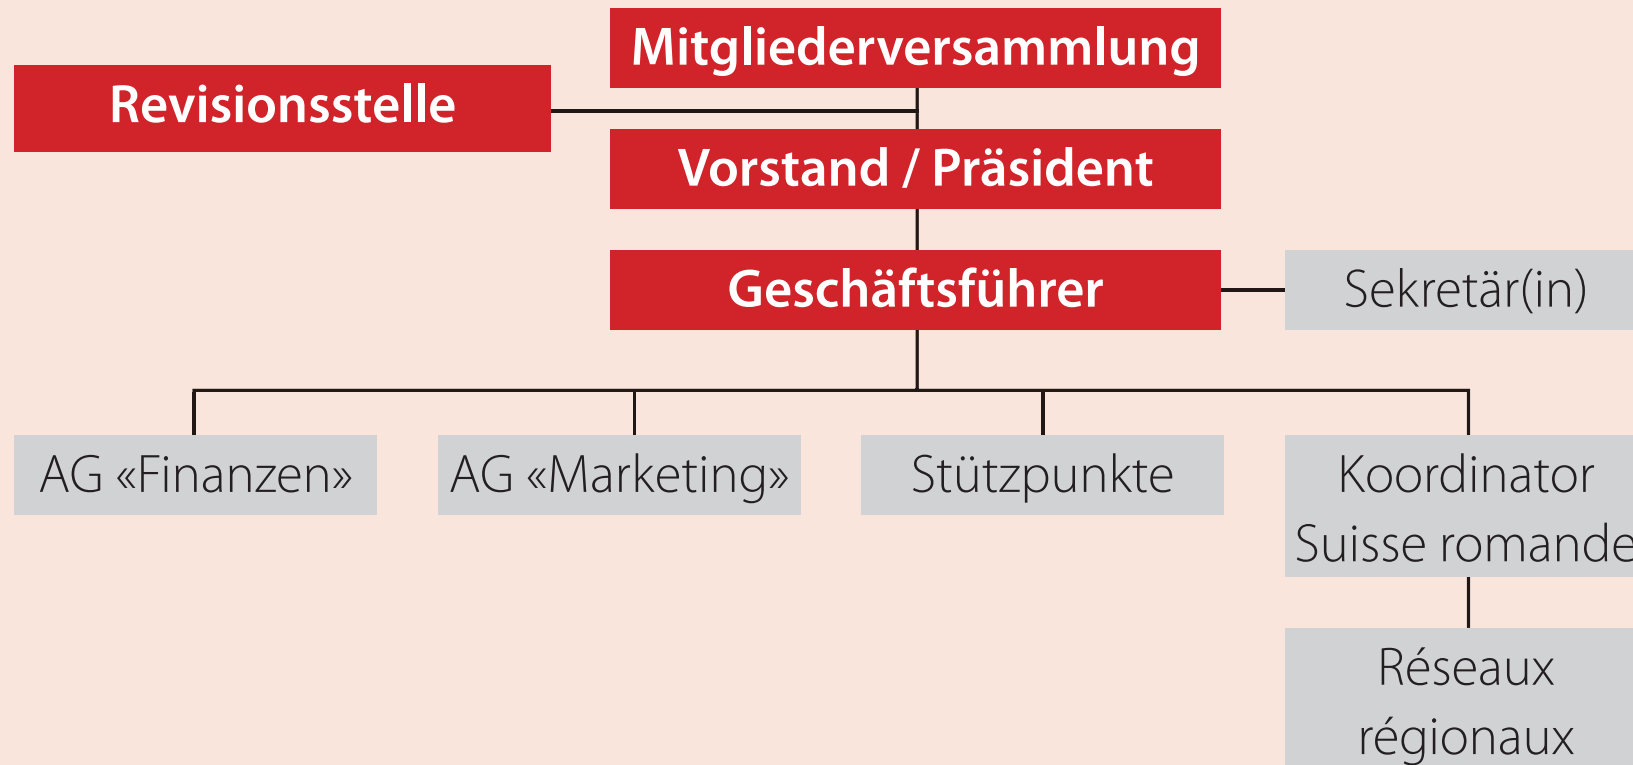 Mitgliederversammlung
Revisionsstelle
Vorstand / Präsident
Geschäftsführer
Sekretär(in)
AG «Finanzen»
AG «Marketing»
Stützpunkte
Koordinator
Suisse romande
Réseaux
régionaux